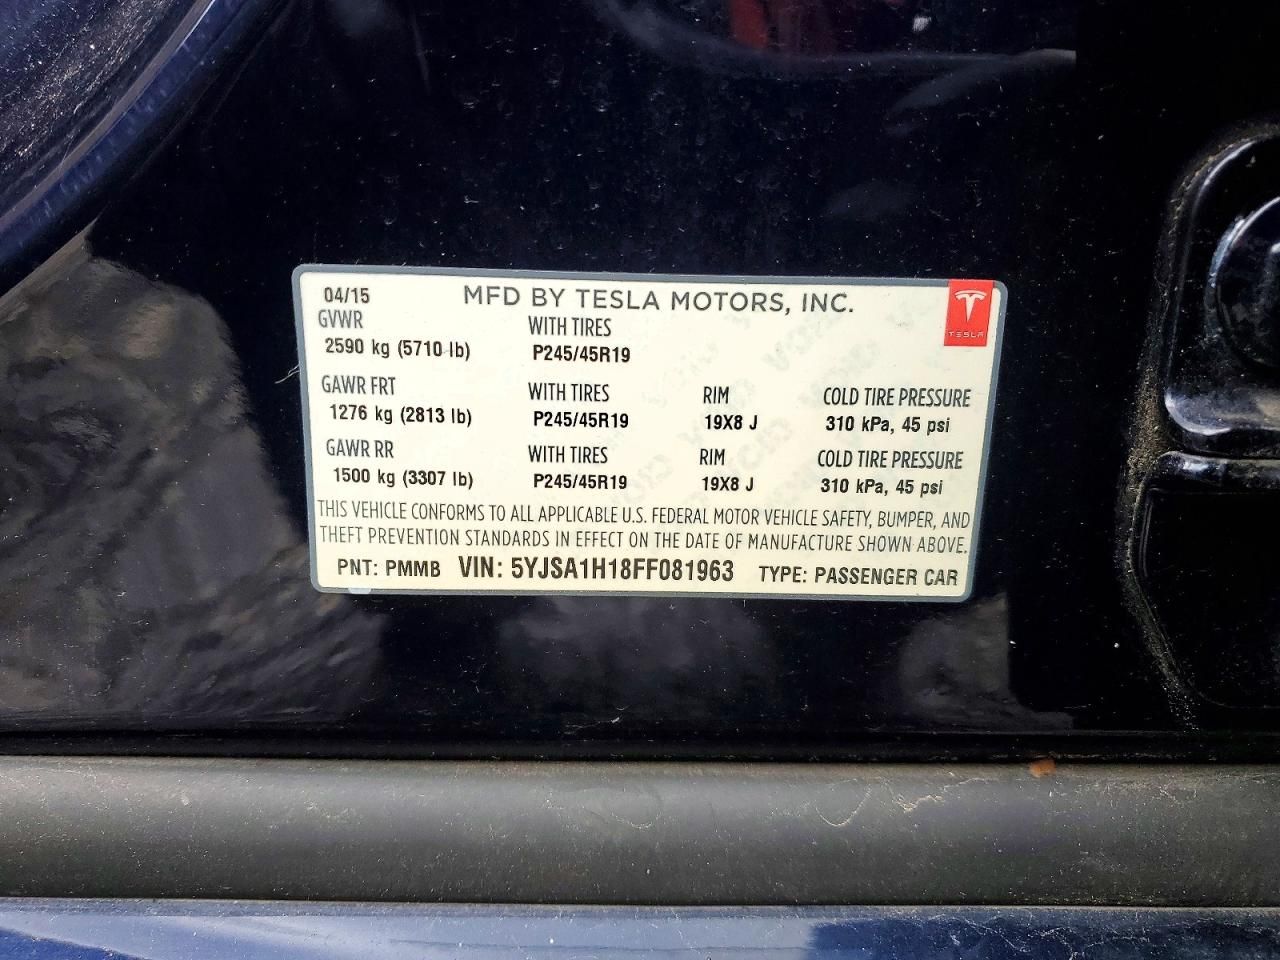 04/15 MFD BY TESLA MOTORS, INC.
TESLA
GVWR WITH TIRES
2590 kg (5710 lb) P245/45R19
GAWR FRT WITH TIRES RIM COLD TIRE PRESSURE
1276 kg (2813 lb) P245/45R19 19X8 J 310 kPa, 45 psi
GAWR RR WITH TIRES RIM COLD TIRE PRESSURE
1500 kg (3307 lb) P245/45R19 19X8 J 310 kPa, 45 psi
THIS VEHICLE CONFORMS TO ALL APPLICABLE U.S. FEDERAL MOTOR VEHICLE SAFETY, BUMPER, AND
THEFT PREVENTION STANDARDS IN EFFECT ON THE DATE OF MANUFACTURE SHOWN ABOVE.
PNT: PMMB VIN: 5YJSA1H18FF081963 TYPE: PASSENGER CAR